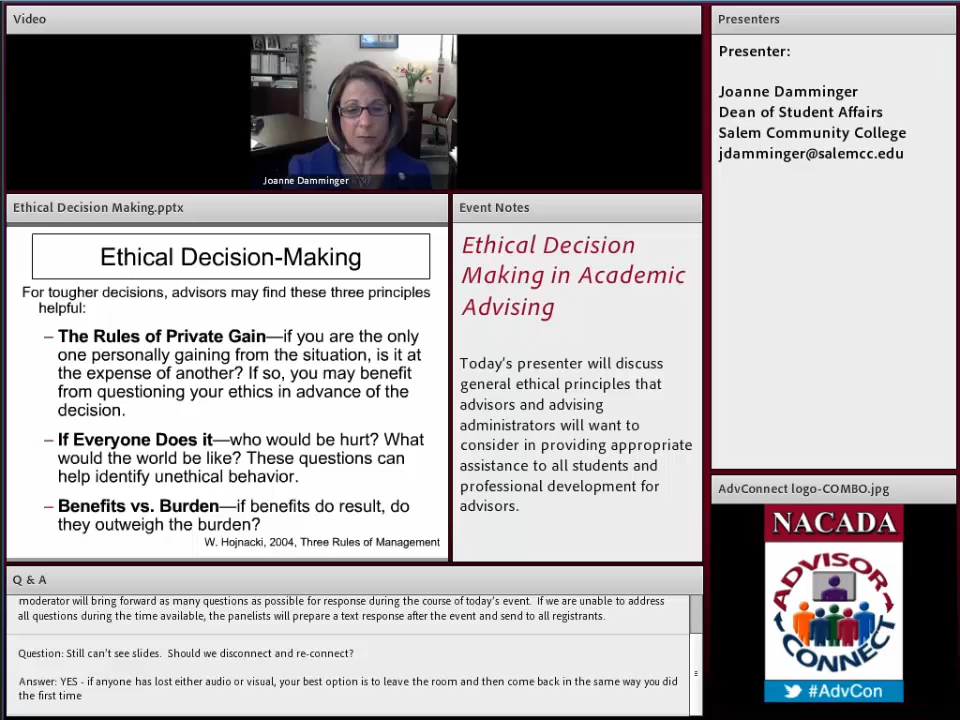 Video
Joanne Damminger
Ethical Decision Making.pptx
Ethical Decision-Making
For tougher decisions, advisors may find these three principles
helpful:
– The Rules of Private Gain—if you are the only
one personally gaining from the situation, is it at
the expense of another? If so, you may benefit
from questioning your ethics in advance of the
decision.
– If Everyone Does it—who would be hurt? What
would the world be like? These questions can
help identify unethical behavior.
– Benefits vs. Burden—if benefits do result, do
they outweigh the burden?
W. Hojnacki, 2004, Three Rules of Management
Event Notes
Ethical Decision
Making in Academic
Advising
Today's presenter will discuss
general ethical principles that
advisors and advising
administrators will want to
consider in providing appropriate
assistance to all students and
professional development for
advisors.
Q & A
moderator will bring forward as many questions as possible for response during the course of today's event. If we are unable to address
all questions during the time available, the panelists will prepare a text response after the event and send to all registrants.
Question: Still can't see slides. Should we disconnect and re-connect?
Answer: YES - if anyone has lost either audio or visual, your best option is to leave the room and then come back in the same way you did
the first time
Presenters
Presenter:
Joanne Damminger
Dean of Student Affairs
Salem Community College
jdamminger@salemcc.edu
AdvConnect logo-COMBO.jpg
NACADA
ADVISOR
CONNECT
#AdvCon